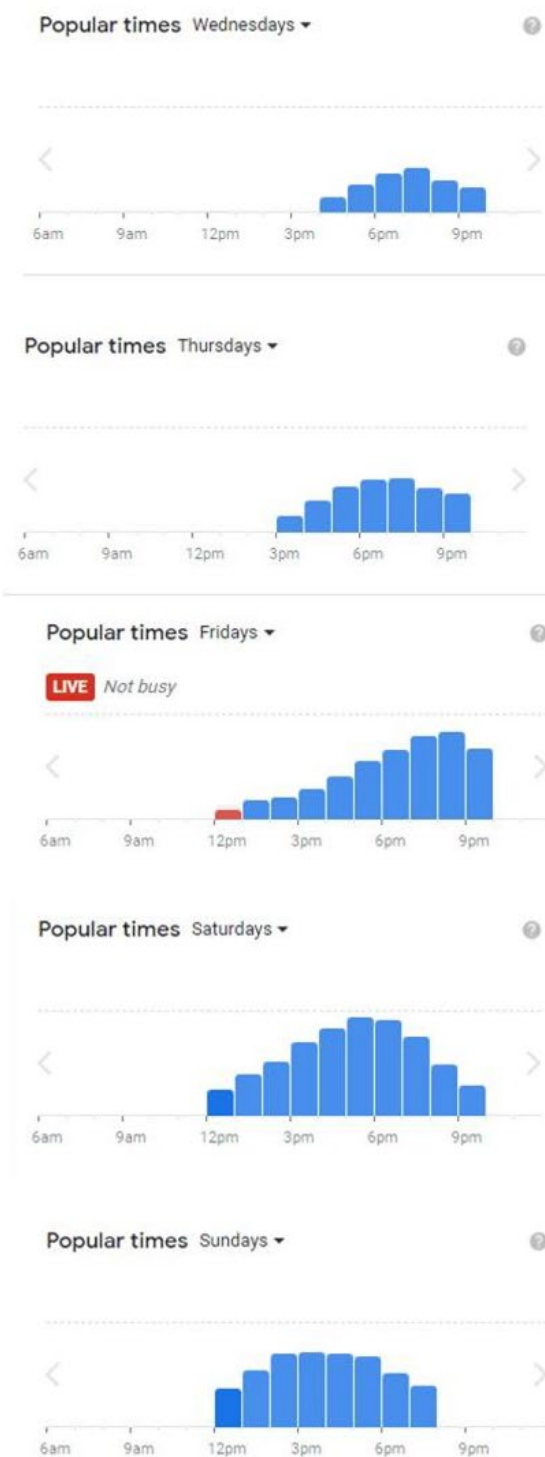 Popular times Wednesdays
6am 9am 12pm 3pm 6pm 9pm
Popular times Thursdays
6am 9am 12pm 3pm 6pm 9pm
Popular times Fridays
LIVE Not busy
6am 9am 12pm 3pm 6pm 9pm
Popular times Saturdays
6am 9am 12pm 3pm 6pm 9pm
Popular times Sundays
6am 9am 12pm 3pm 6pm 9pm